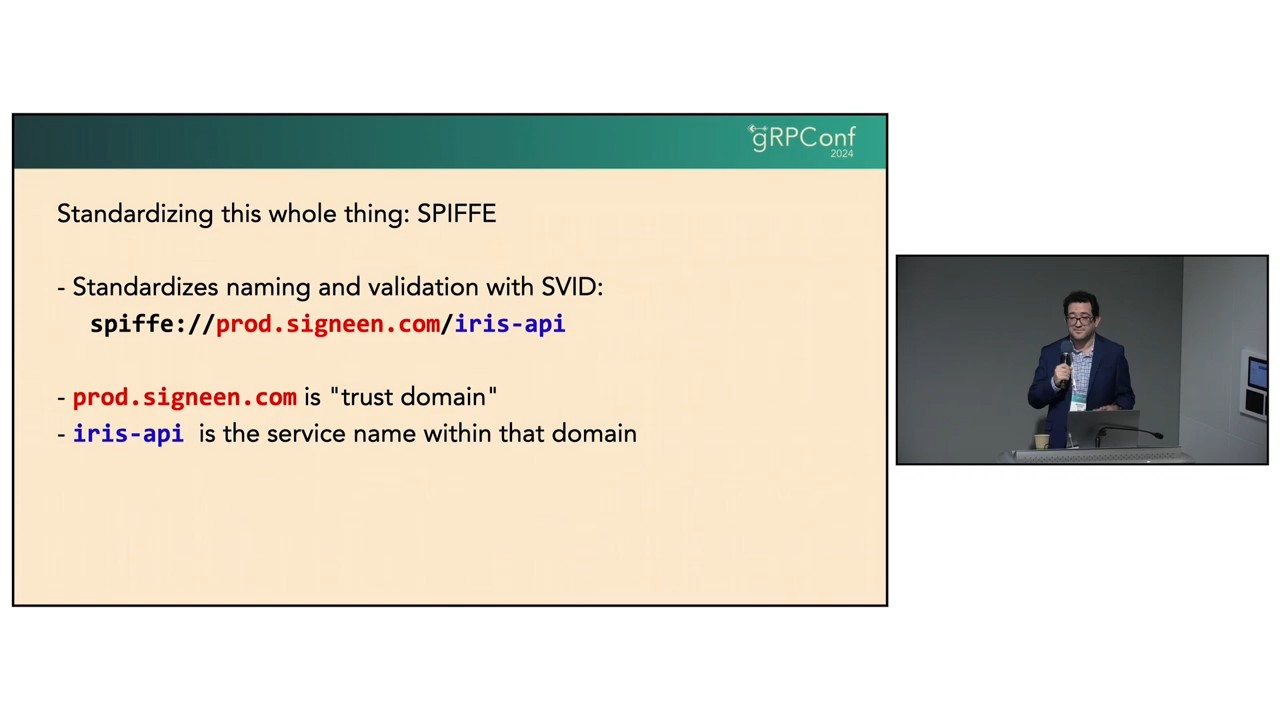 gRPConf
2024
Standardizing this whole thing: SPIFFE
- Standardizes naming and validation with SVID:
spiffe://prod.signeen.com/iris-api
- prod.signeen.com is "trust domain"
- iris-api is the service name within that domain